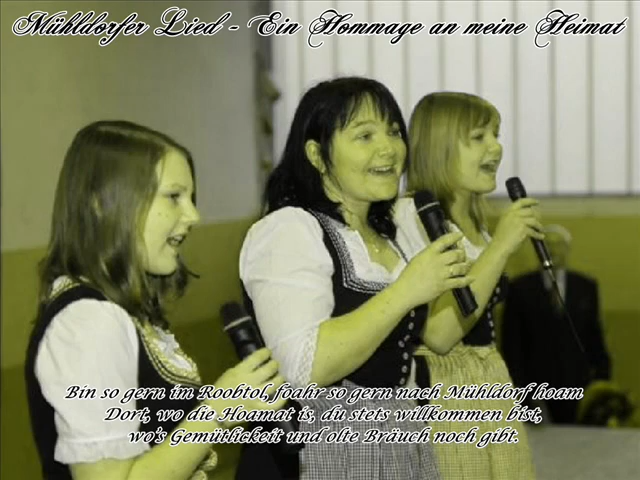 Mühldorfer Lied - Ein Hommage an meine Heimat
Bin so gern im Roobtol, foahr so gern nach Mühldorf hoam
Dort, wo die Hoamat is, du stets willkommen bist,
wo's Gemütlickeit und olte Bräuch noch gibt.